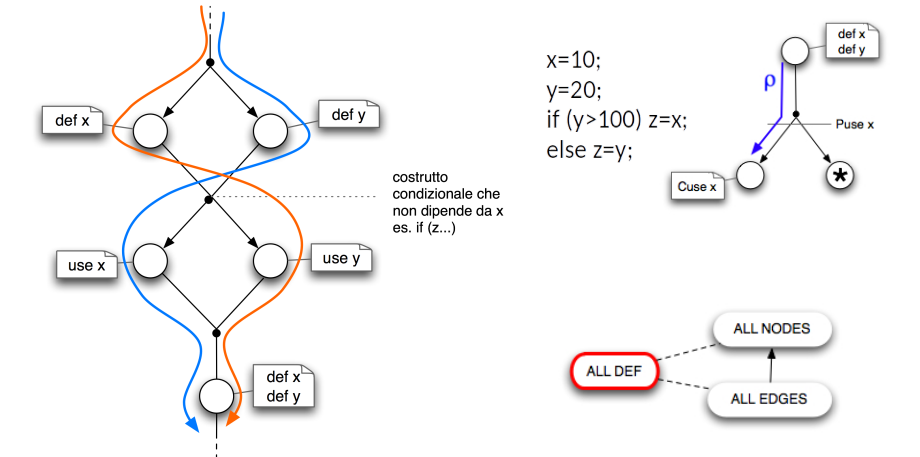 def x
def y
costrutto
condizionale che
non dipende da x
es. if (z...)
use x
use y
def x
def y
x=10;
y=20;
if (y>100) z=x;
else z=y;
def x
def y
ρ
Puse x
Cuse x
*
ALL NODES
ALL DEF
ALL EDGES